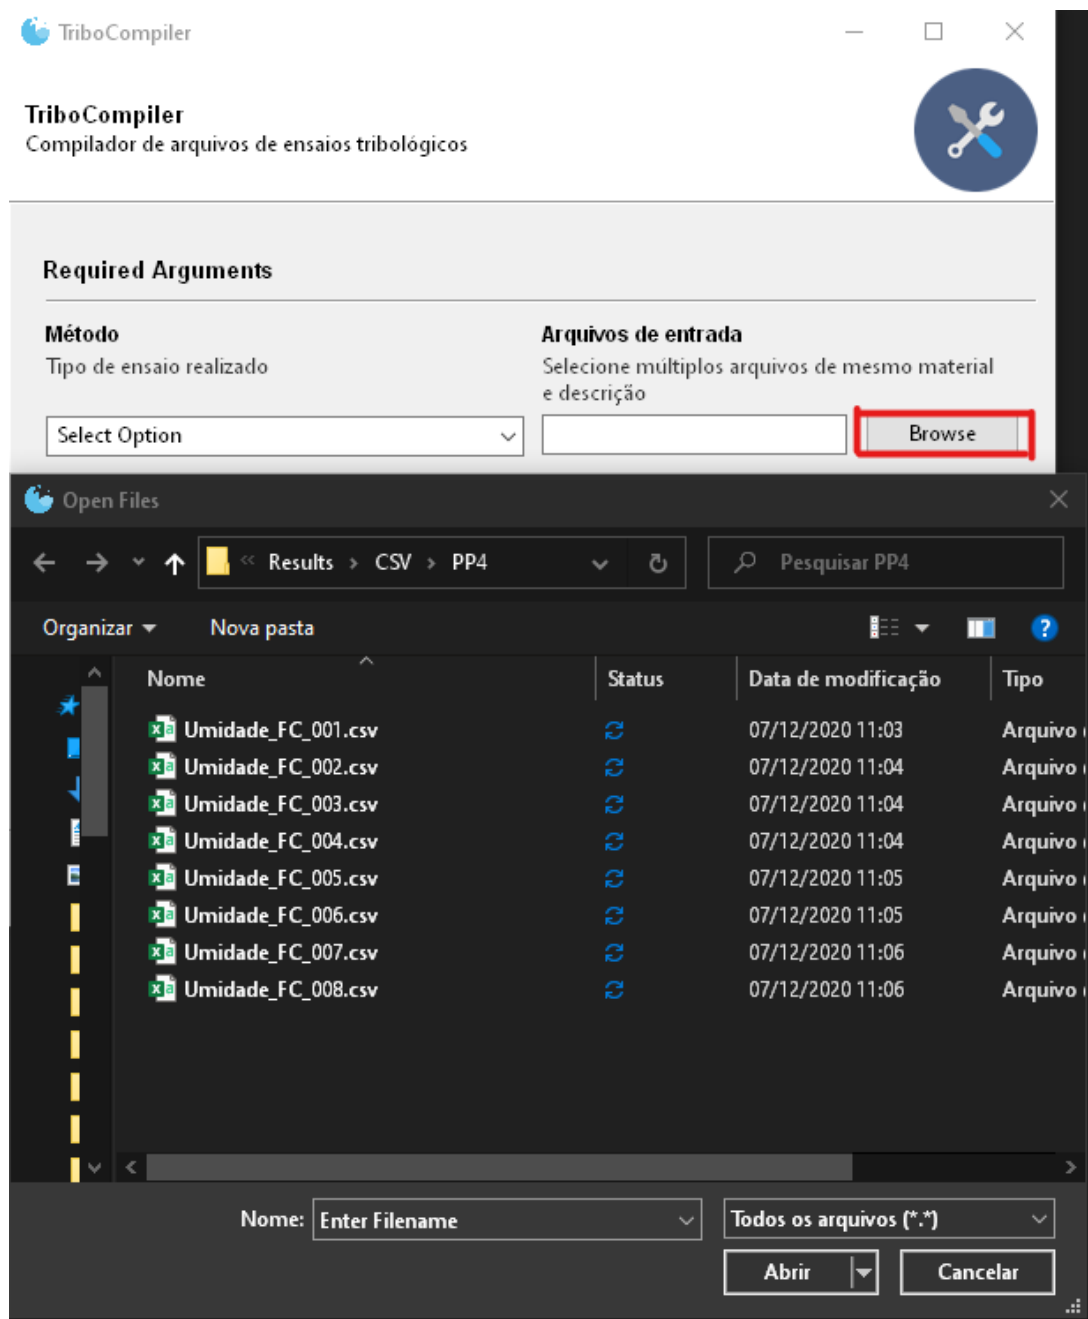 TriboCompiler
TriboCompiler
Compilador de arquivos de ensaios tribológicos
Required Arguments
Método
Tipo de ensaio realizado
Select Option
Arquivos de entrada
Selecione múltiplos arquivos de mesmo material
e descrição
Browse
Open Files
« Results › CSV › PP4
Pesquisar PP4
Organizar
Nova pasta
Nome Status Data de modificação Tipo
Umidade_FC_001.csv 07/12/2020 11:03 Arquivo
Umidade_FC_002.csv 07/12/2020 11:04 Arquivo
Umidade_FC_003.csv 07/12/2020 11:04 Arquivo
Umidade_FC_004.csv 07/12/2020 11:04 Arquivo
Umidade_FC_005.csv 07/12/2020 11:05 Arquivo
Umidade_FC_006.csv 07/12/2020 11:05 Arquivo
Umidade_FC_007.csv 07/12/2020 11:06 Arquivo
Umidade_FC_008.csv 07/12/2020 11:06 Arquivo
Nome: Enter Filename
Todos os arquivos (*.*)
Abrir
Cancelar